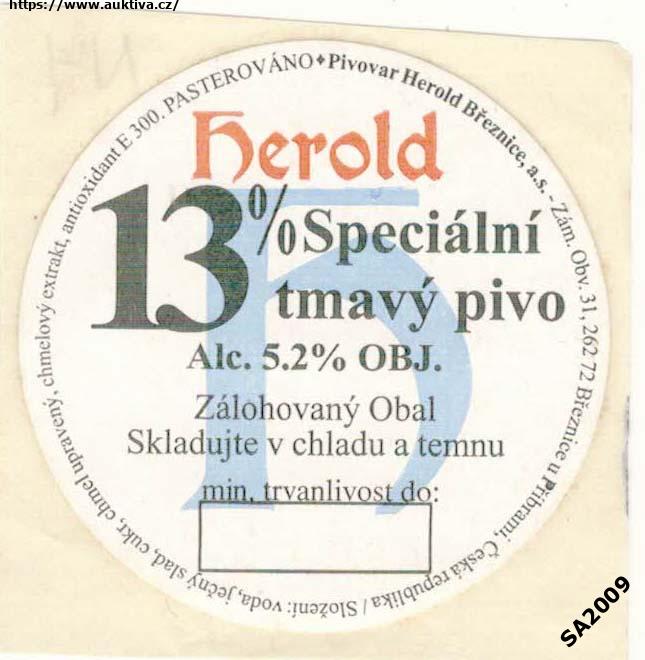 https://www.auktiva.cz/
Pivovar Herold Březnice, a.s. - Zám. Obv. 31, 262 72 Březnice u Příbrami, Česká republika / Složení: voda, ječný slad, cukr, chmel upravený, chmelový extrakt, antioxidant E 300. PASTEROVÁNO
herold
13% Speciální
tmavý pivo
Alc. 5.2% OBJ.
Zálohovaný Obal
Skladujte v chladu a temnu
min. trvanlivost do:
SA2009